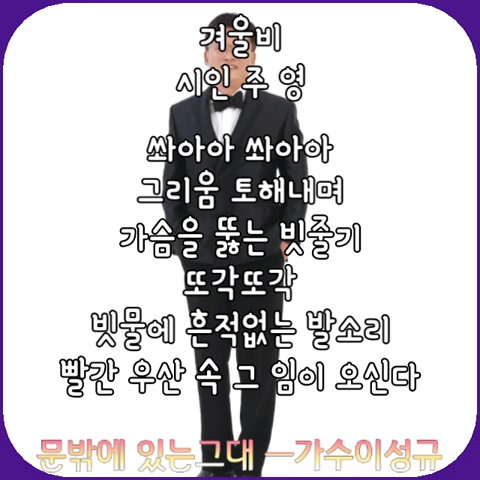 겨울비
시인 주 영
쏴아아 쏴아아
그리움 토해내며
가슴을 뚫는 빗줄기
또각또각
빗물에 흔적없는 발소리
빨간 우산 속 그 임이 오신다
문밖에 있는그대 ㅡ가수이성규